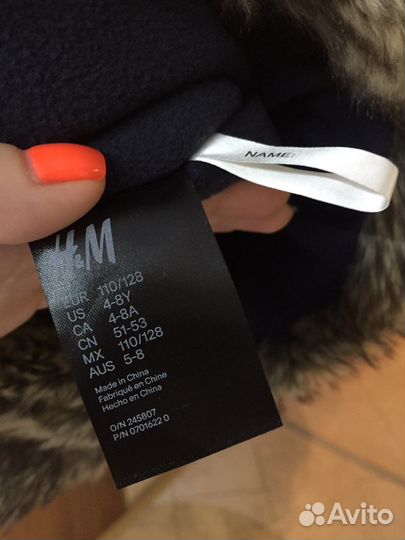 NAME:
H&M
EUR 110/128
US 4-8Y
CA 4-8A
CN 51-53
MX 110/128
AUS 5-8
Made in China
Fabriqué en Chine
Hecho en China
O/N 245807
P/N 0701622 0
Avito